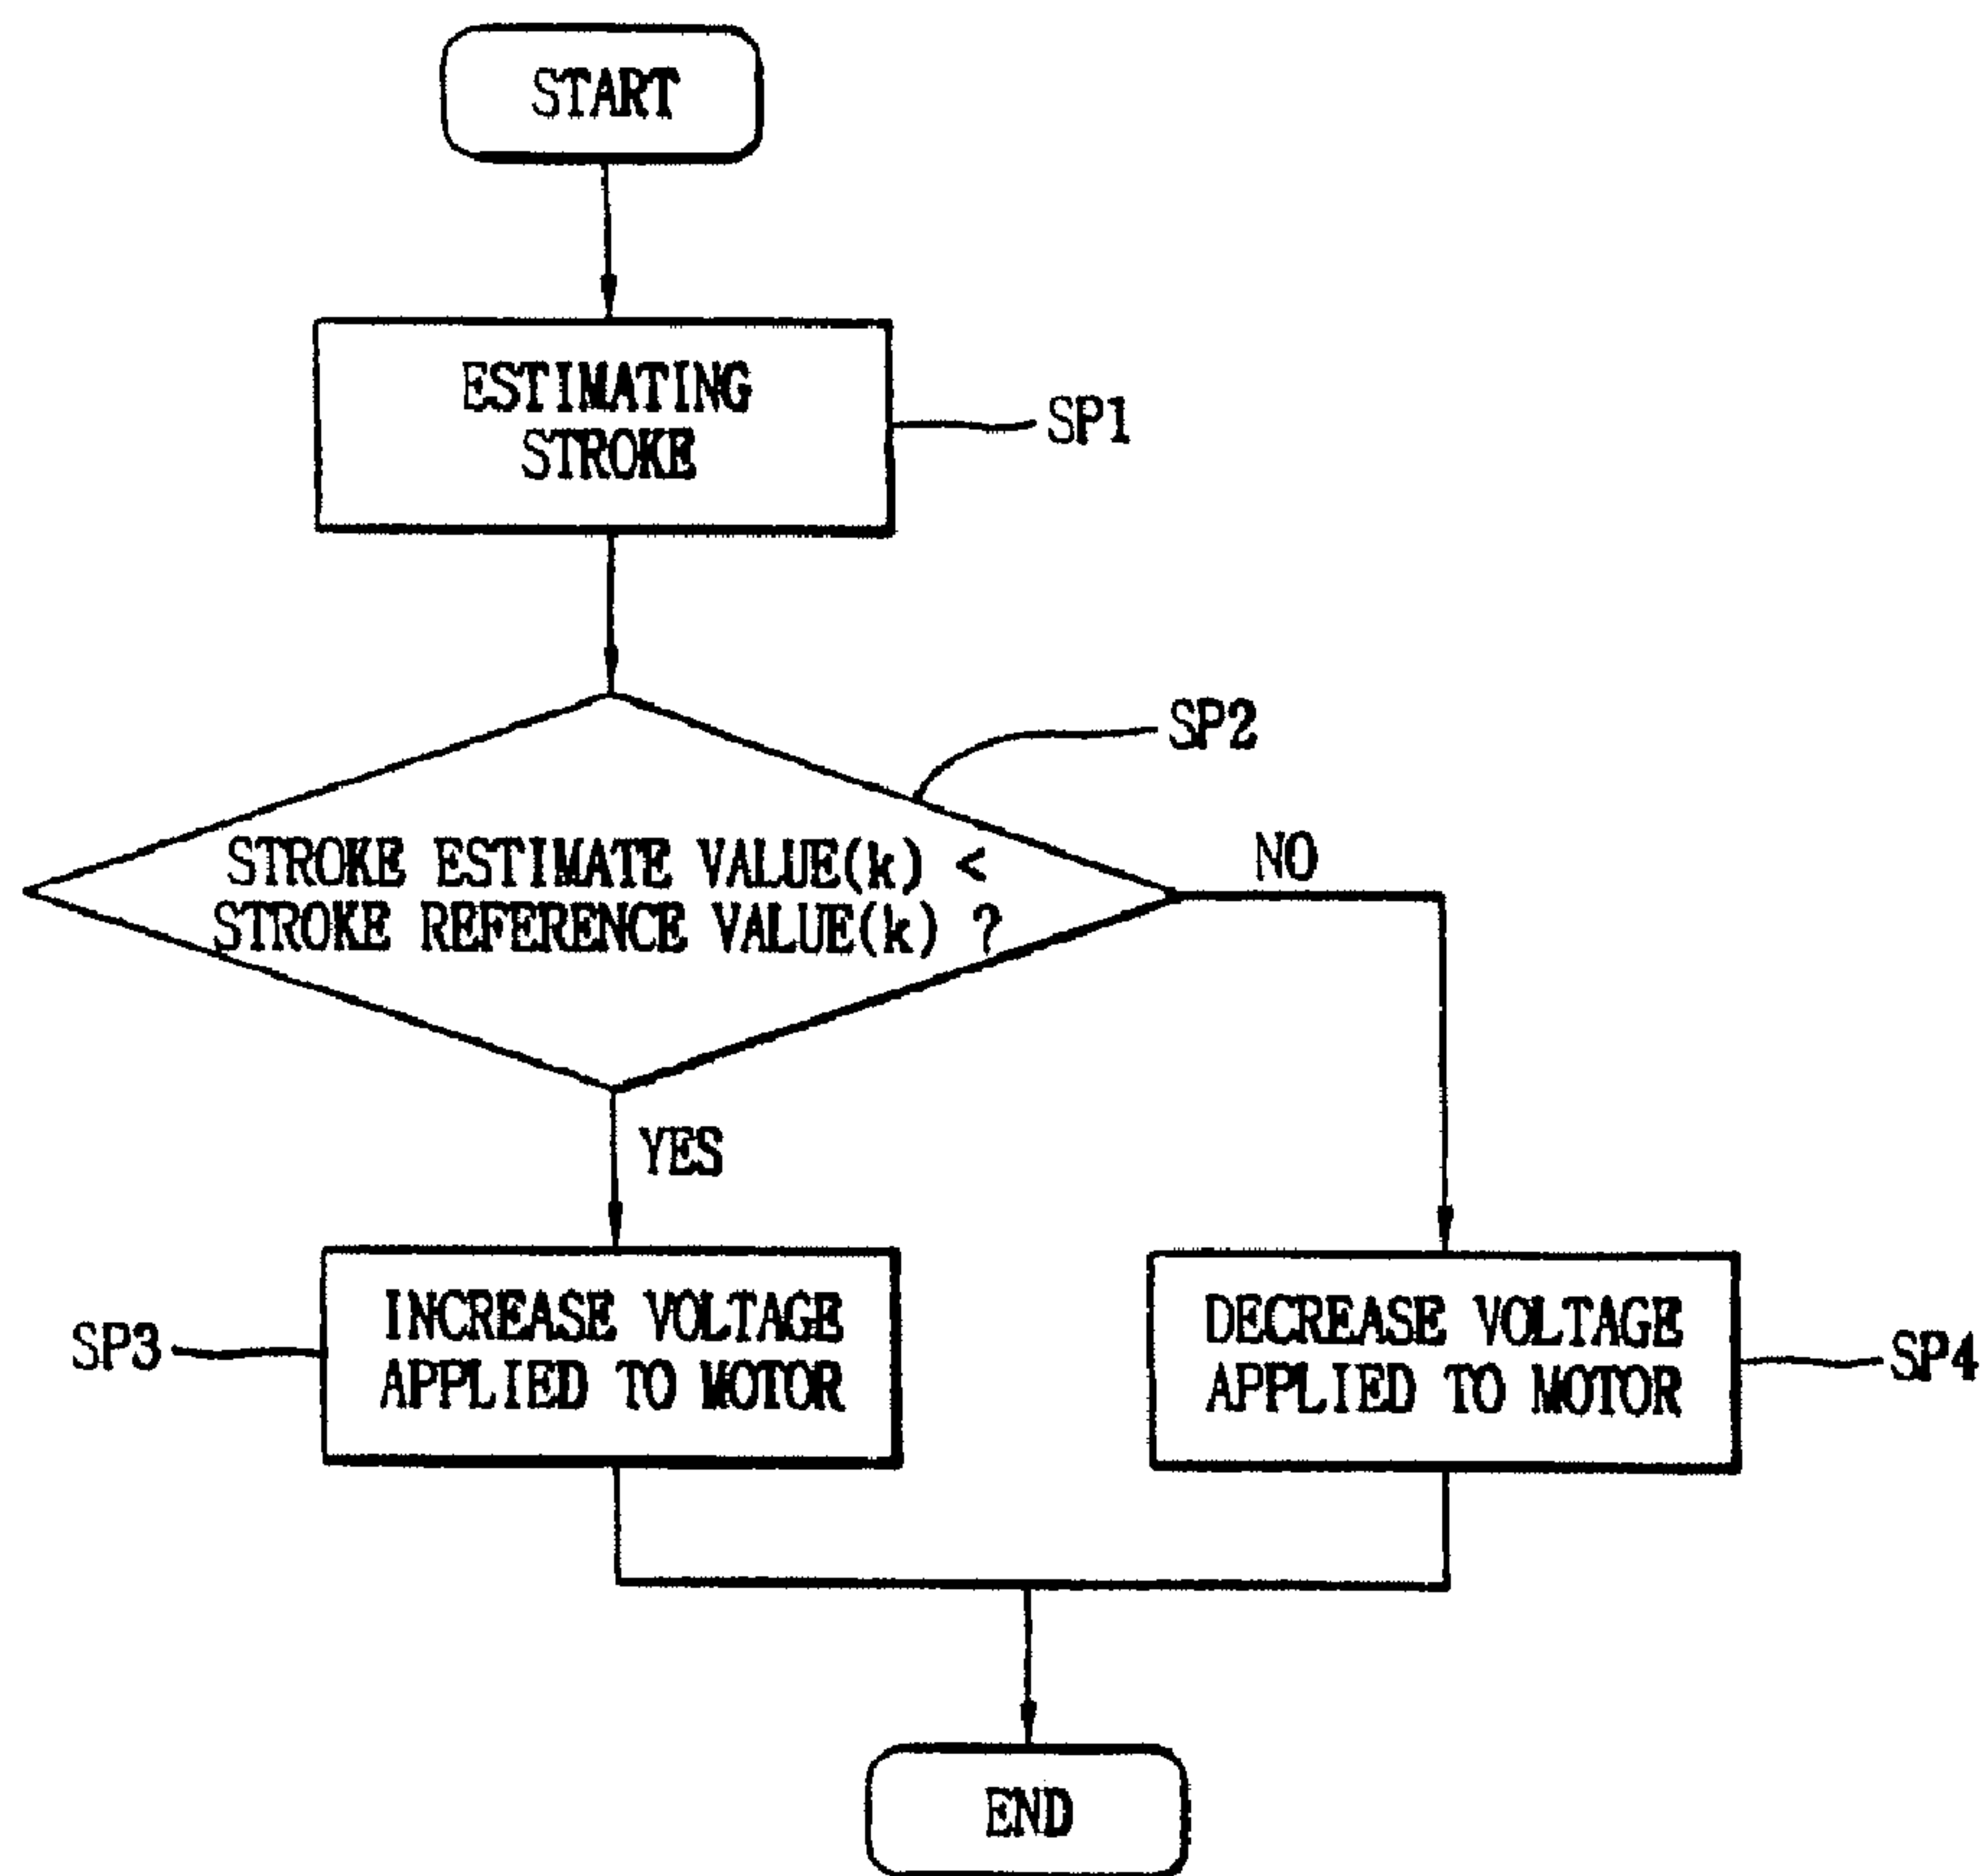 START
ESTIMATING
STROKE
SP1
SP2
STROKE ESTIMATE VALUE(k) <
STROKE REFERENCE VALUE(k) ?
NO
YES
INCREASE VOLTAGE
APPLIED TO MOTOR
SP3
DECREASE VOLTAGE
APPLIED TO MOTOR
SP4
END